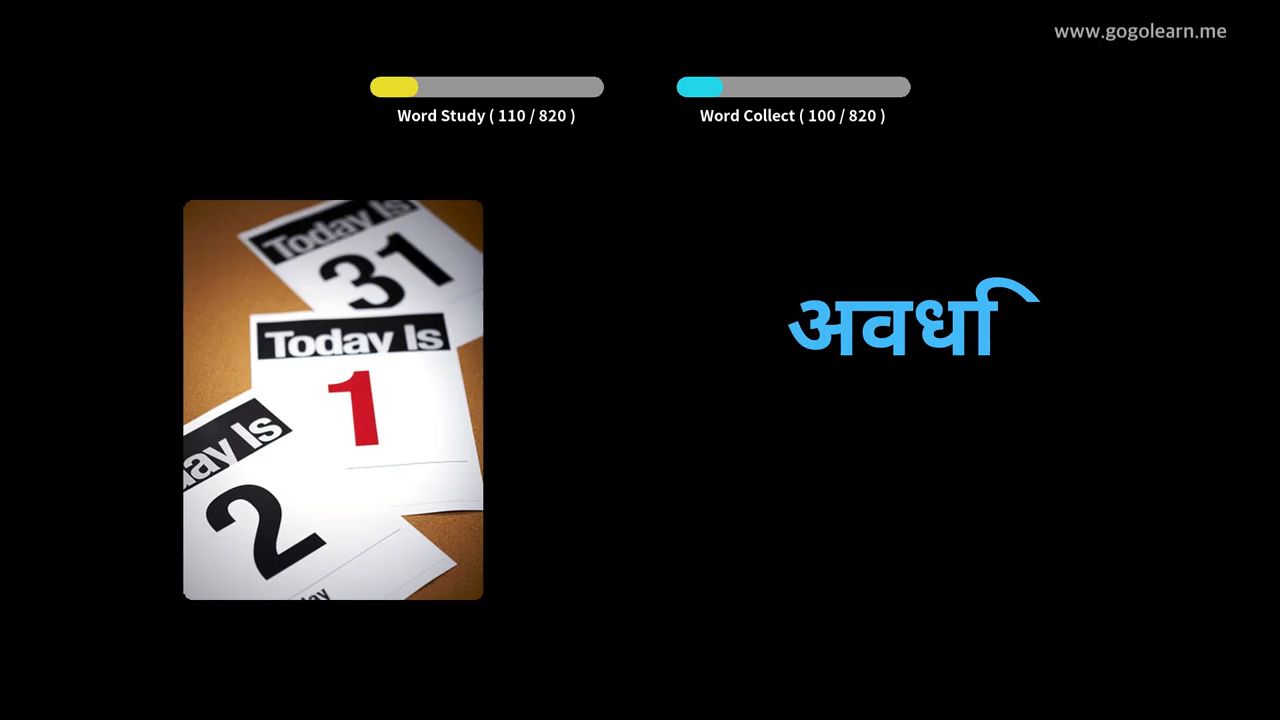 www.gogolearn.me
Word Study ( 110 / 820 )
Word Collect ( 100 / 820 )
Today Is
31
Today Is
1
ay Is
2
day
अवधि